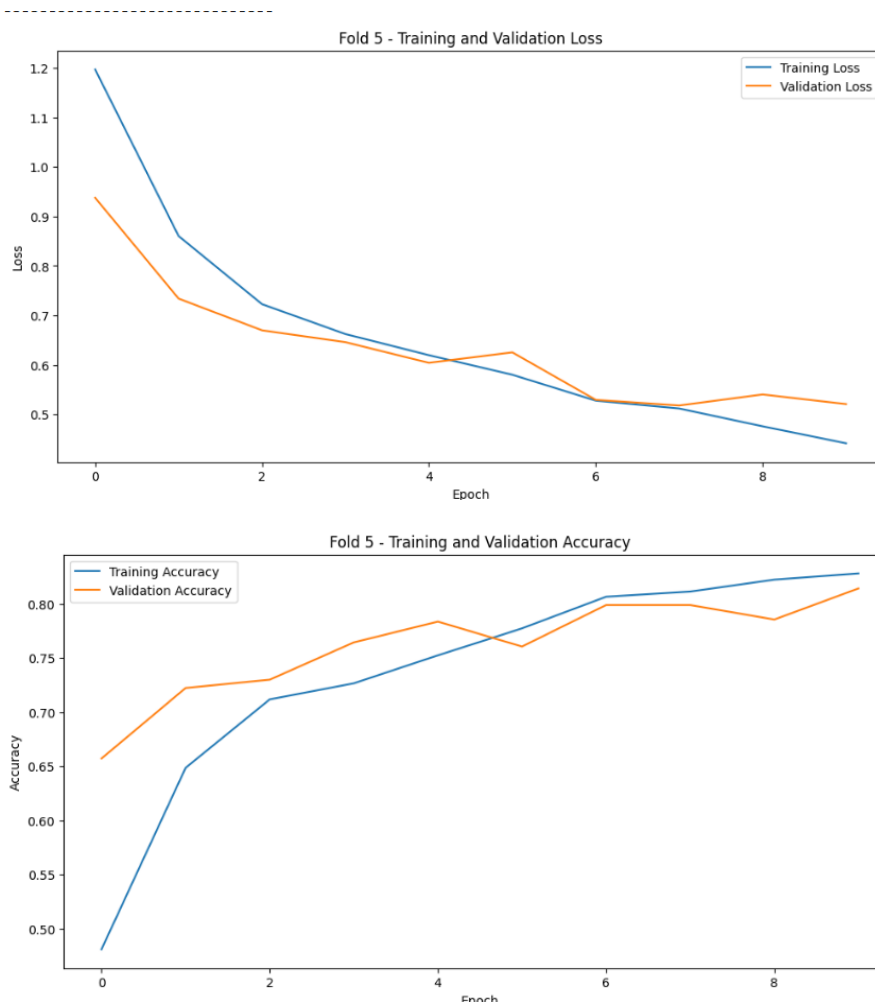 Fold 5 - Training and Validation Loss
Training Loss
Validation Loss
1.2
1.1
1.0
0.9
0.8
0.7
0.6
0.5
Loss
0 2 4 6 8
Epoch
Fold 5 - Training and Validation Accuracy
Training Accuracy
Validation Accuracy
0.80
0.75
0.70
0.65
0.60
0.55
0.50
Accuracy
0 2 4 6 8
Epoch